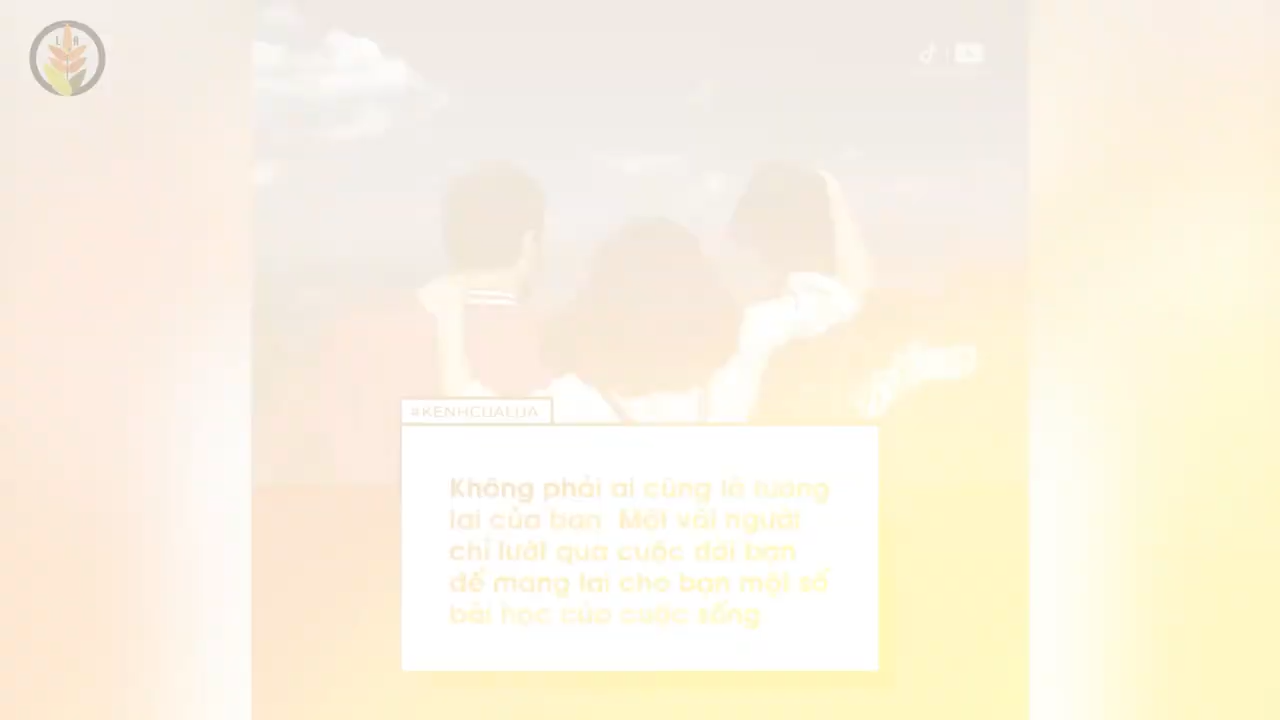 L A
#KENHCUALUA
Không phải ai cũng là tương
lai của bạn. Một vài người
chỉ lướt qua cuộc đời bạn
để mang lại cho bạn một số
bài học của cuộc sống